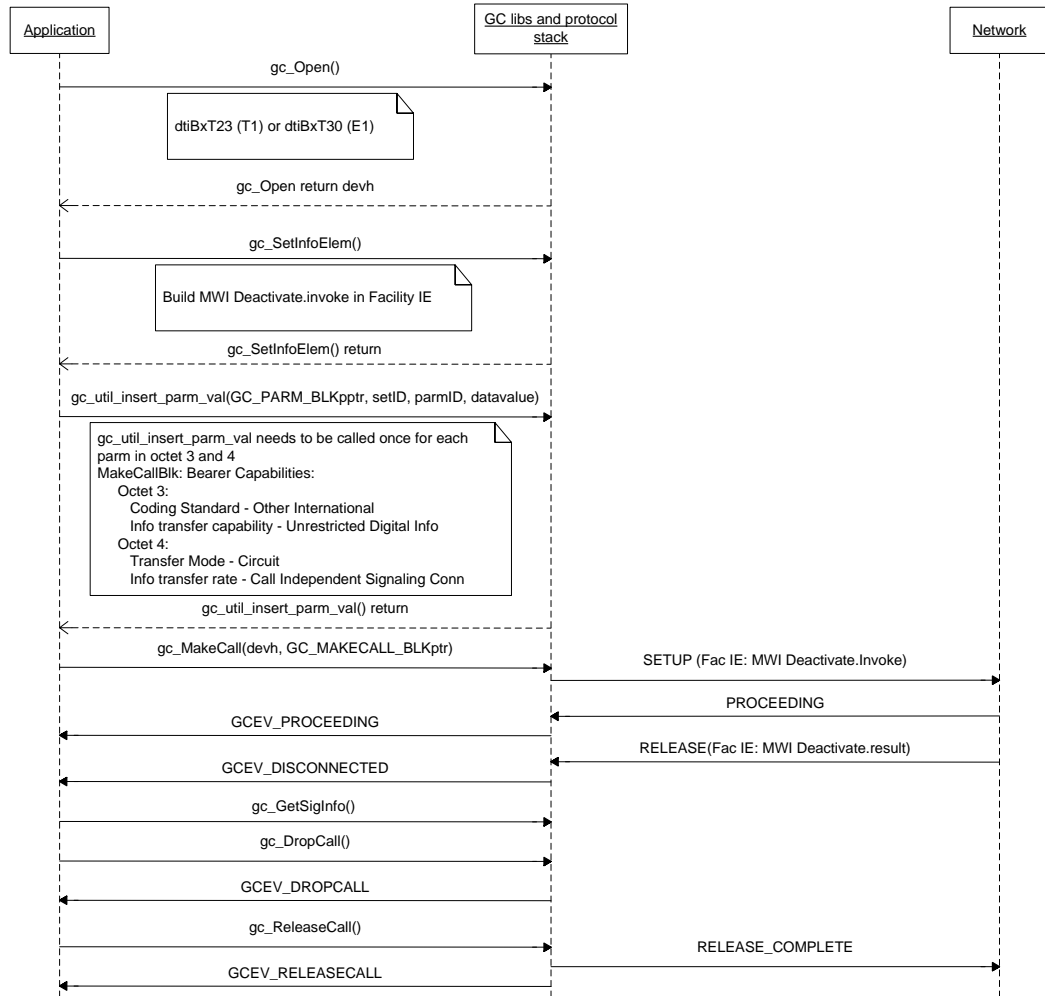 Application
GC libs and protocol
stack
Network
gc_Open()
dtiBxT23 (T1) or dtiBxT30 (E1)
gc_Open return devh
gc_SetInfoElem()
Build MWI Deactivate.invoke in Facility IE
gc_SetInfoElem() return
gc_util_insert_parm_val(GC_PARM_BLKpptr, setID, parmID, datavalue)
gc_util_insert_parm_val needs to be called once for each
parm in octet 3 and 4
MakeCallBlk: Bearer Capabilities:
Octet 3:
Coding Standard - Other International
Info transfer capability - Unrestricted Digital Info
Octet 4:
Transfer Mode - Circuit
Info transfer rate - Call Independent Signaling Conn
gc_util_insert_parm_val() return
gc_MakeCall(devh, GC_MAKECALL_BLKptr)
SETUP (Fac IE: MWI Deactivate.Invoke)
PROCEEDING
GCEV_PROCEEDING
RELEASE(Fac IE: MWI Deactivate.result)
GCEV_DISCONNECTED
gc_GetSigInfo()
gc_DropCall()
GCEV_DROPCALL
gc_ReleaseCall()
RELEASE_COMPLETE
GCEV_RELEASECALL